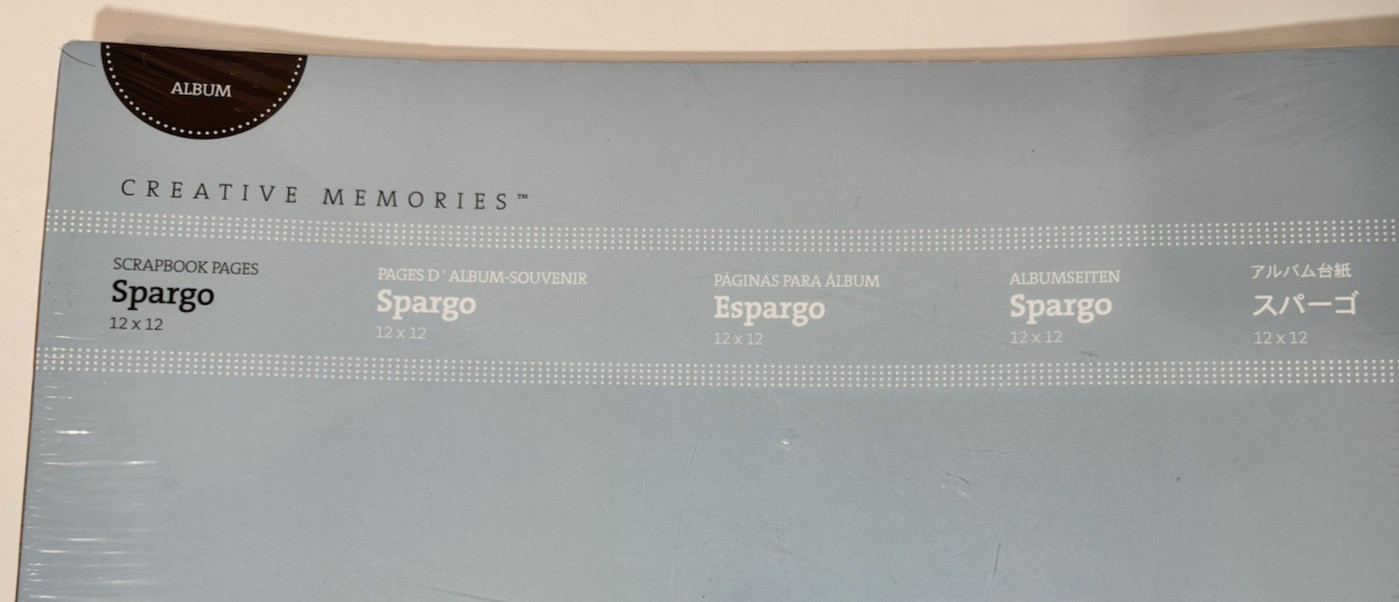 ALBUM
CREATIVE MEMORIES™
SCRAPBOOK PAGES
Spargo
12 x 12
PAGES D'ALBUM-SOUVENIR
Spargo
12 x 12
PÁGINAS PARA ÁLBUM
Espargo
12 x 12
ALBUMSEITEN
Spargo
12 x 12
アルバム台紙
スパーゴ
12 x 12